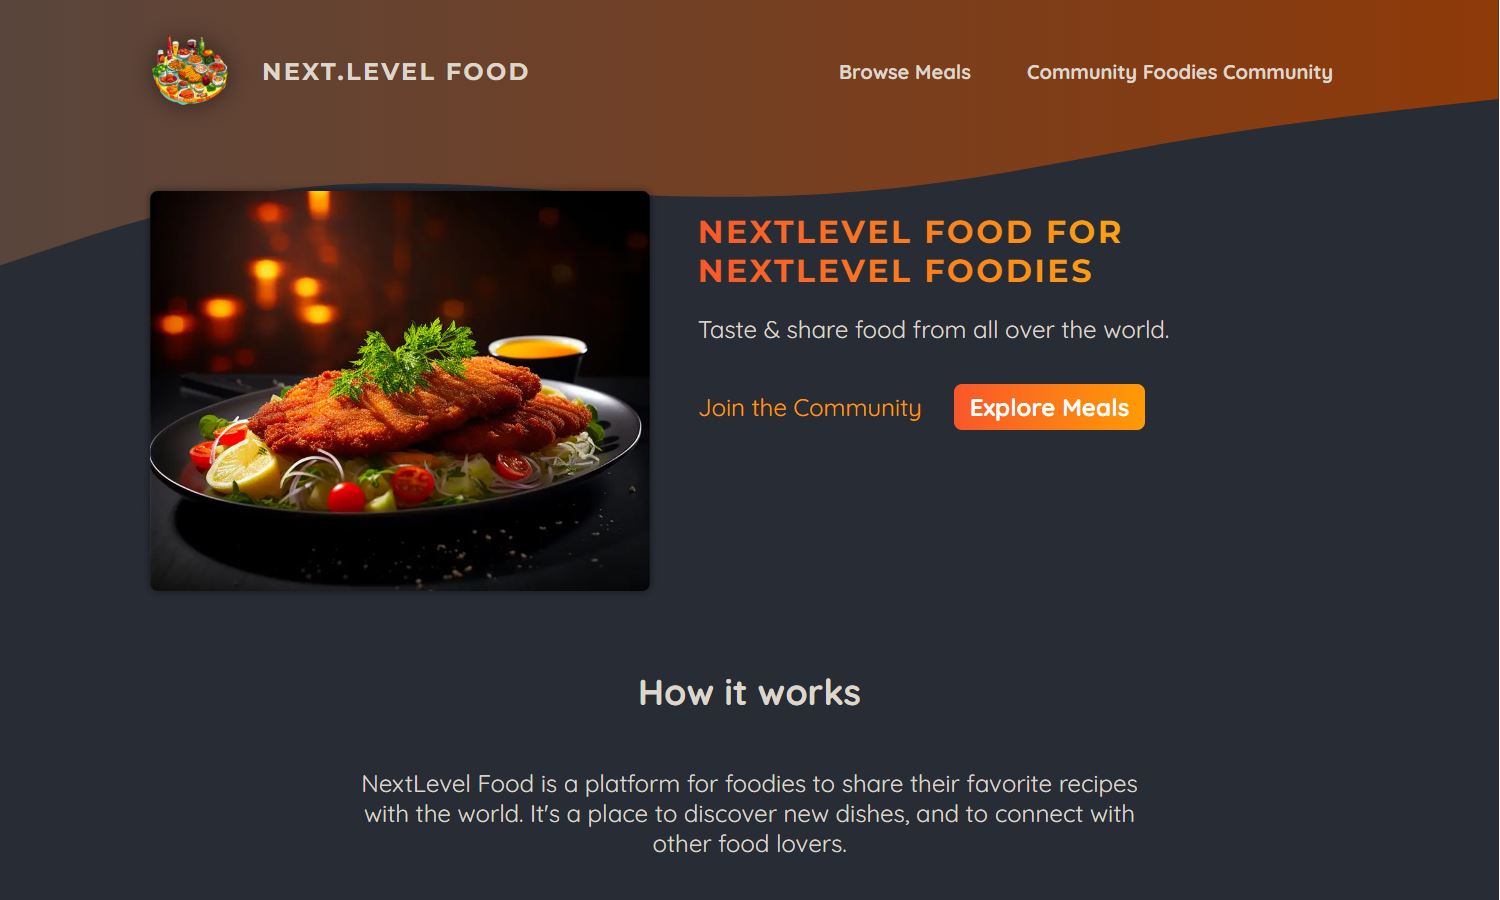 NEXT.LEVEL FOOD
Browse Meals
Community Foodies Community
NEXTLEVEL FOOD FOR
NEXTLEVEL FOODIES
Taste & share food from all over the world.
Join the Community
Explore Meals
How it works
NextLevel Food is a platform for foodies to share their favorite recipes
with the world. It's a place to discover new dishes, and to connect with
other food lovers.